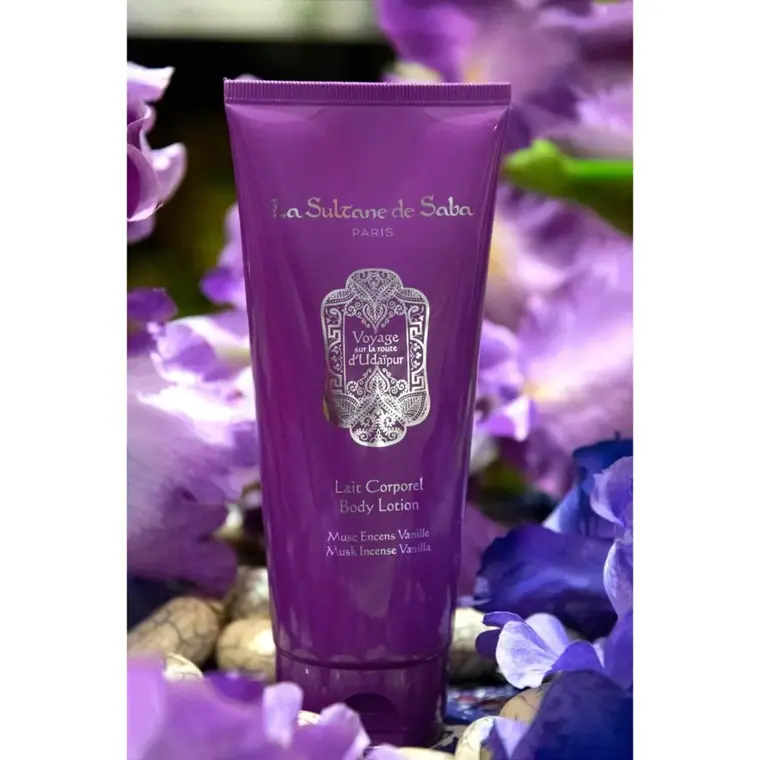 La Sultane de Saba
PARIS
Voyage
sur la route
d'Udaïpur
Lait Corporel
Body Lotion
Musc Encens Vanille
Musk Incense Vanilla